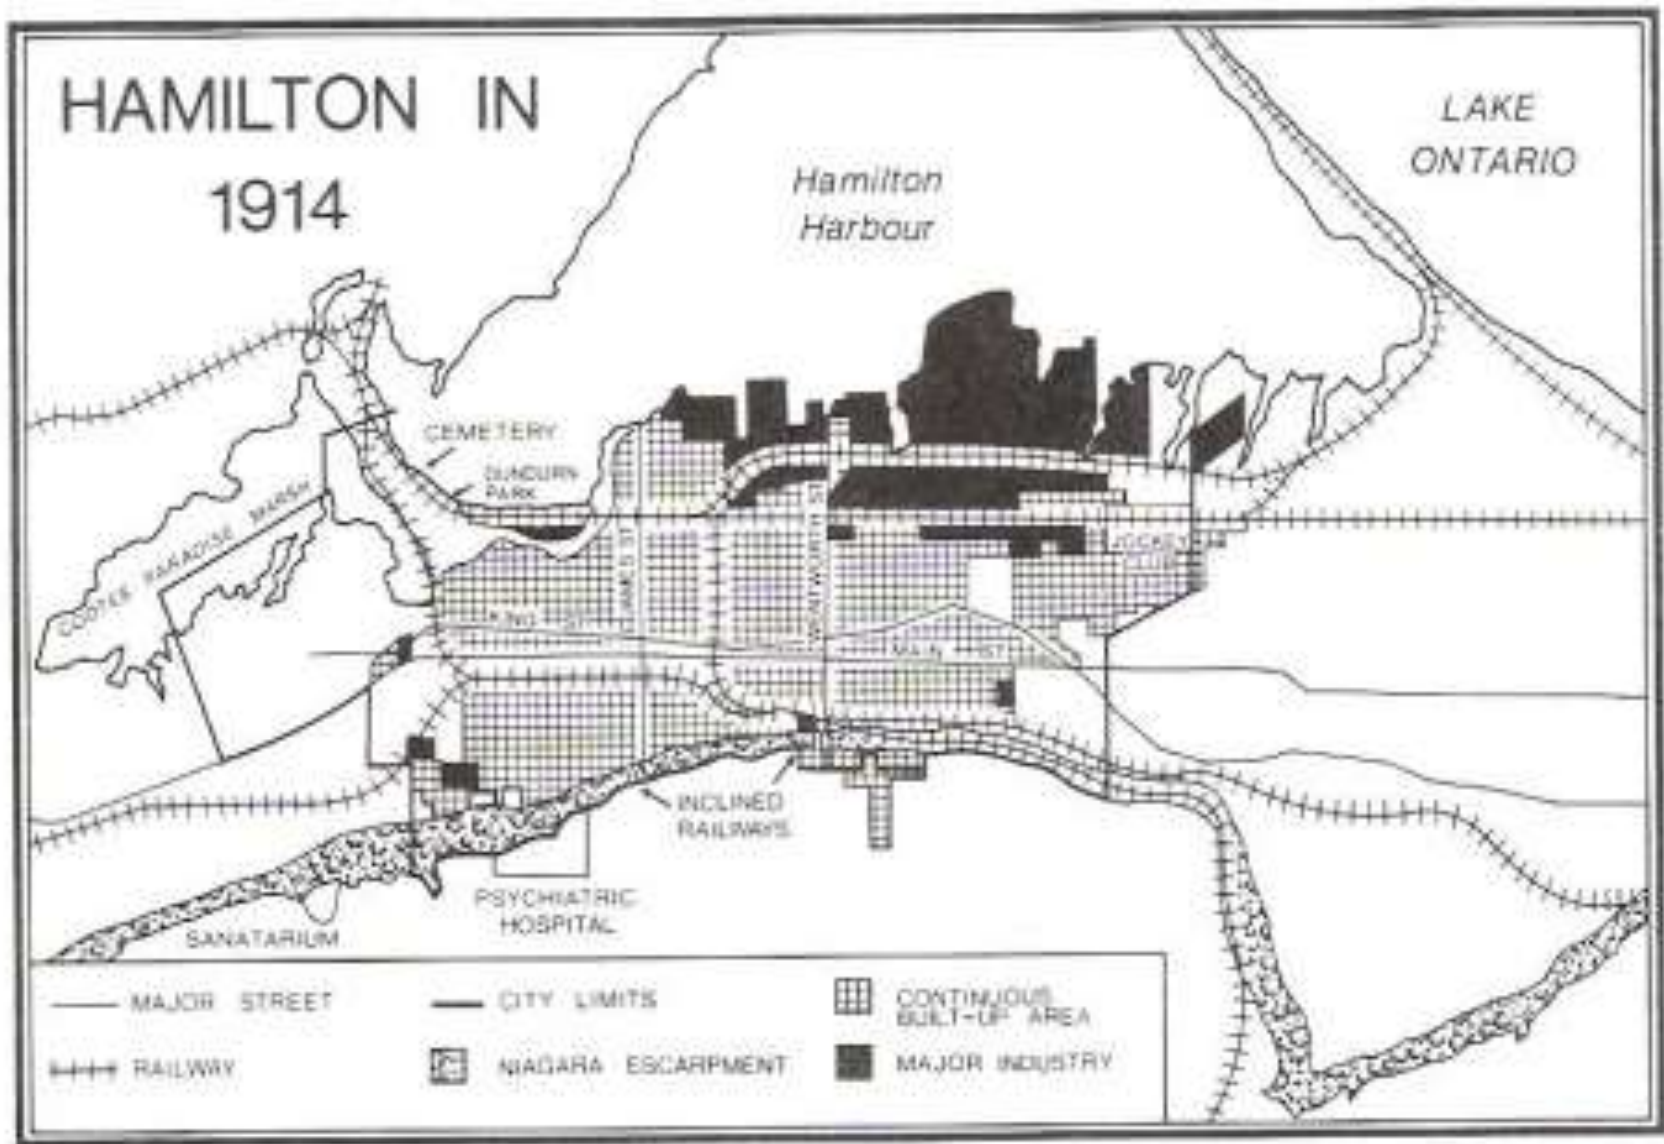 HAMILTON IN
1914
LAKE
ONTARIO
Hamilton
Harbour
CEMETERY
DUNDURN
PARK
COOTES PARADISE MARSH
JAMES ST
WENTWORTH ST
JOCKEY
CLUB
KING ST
MAIN ST
INCLINED
RAILWAYS
PSYCHIATRIC
HOSPITAL
SANATARIUM
MAJOR STREET
CITY LIMITS
CONTINUOUS
BUILT-UP AREA
RAILWAY
NIAGARA ESCARPMENT
MAJOR INDUSTRY